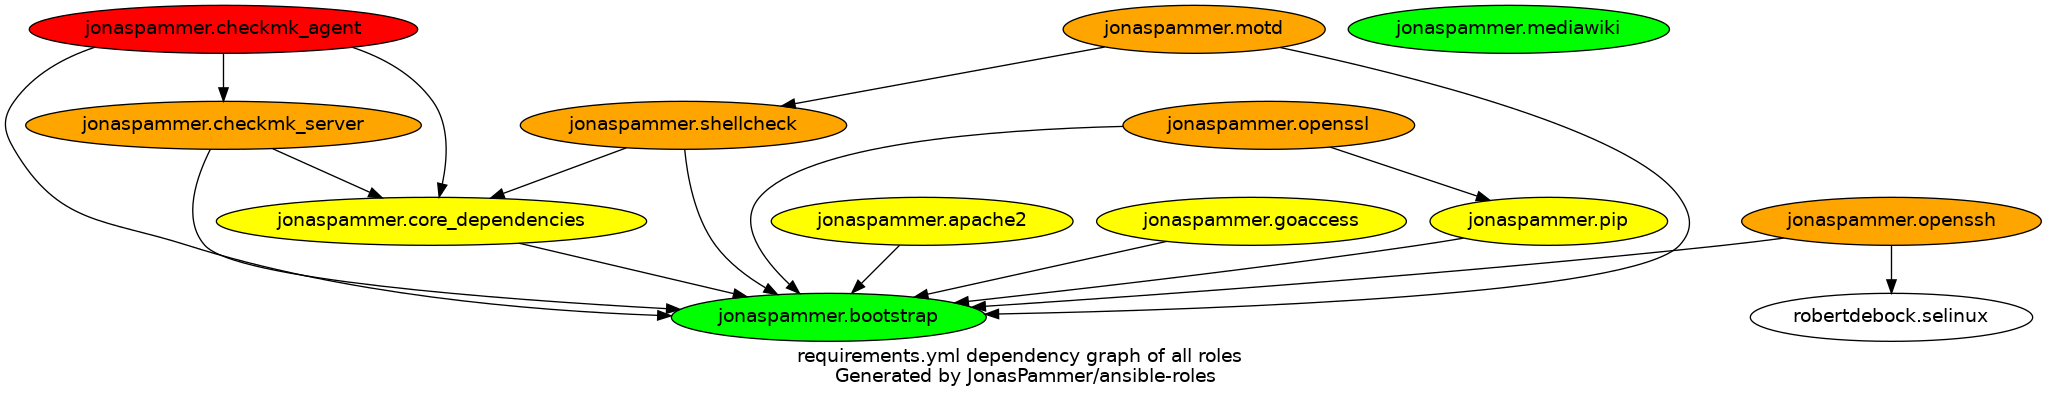 jonaspammer.checkmk_agent
jonaspammer.motd
jonaspammer.mediawiki
jonaspammer.checkmk_server
jonaspammer.shellcheck
jonaspammer.openssl
jonaspammer.core_dependencies
jonaspammer.apache2
jonaspammer.goaccess
jonaspammer.pip
jonaspammer.openssh
jonaspammer.bootstrap
robertdebock.selinux
requirements.yml dependency graph of all roles
Generated by JonasPammer/ansible-roles